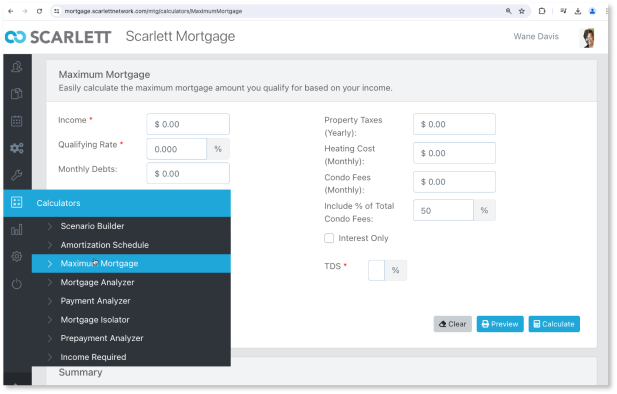 mortgage.scarlettnetwork.com/mtg/calculators/MaximumMortgage
SCARLETT Scarlett Mortgage
Wane Davis
Maximum Mortgage
Easily calculate the maximum mortgage amount you qualify for based on your income.
Income * $ 0.00
Qualifying Rate * 0.000 %
Monthly Debts: $ 0.00
Property Taxes
(Yearly): $ 0.00
Heating Cost
(Monthly): $ 0.00
Condo Fees
(Monthly): $ 0.00
Include % of Total
Condo Fees: 50 %
Interest Only
TDS * %
Calculators
Scenario Builder
Amortization Schedule
Maximum Mortgage
Mortgage Analyzer
Payment Analyzer
Mortgage Isolator
Prepayment Analyzer
Income Required
Clear Preview Calculate
Summary